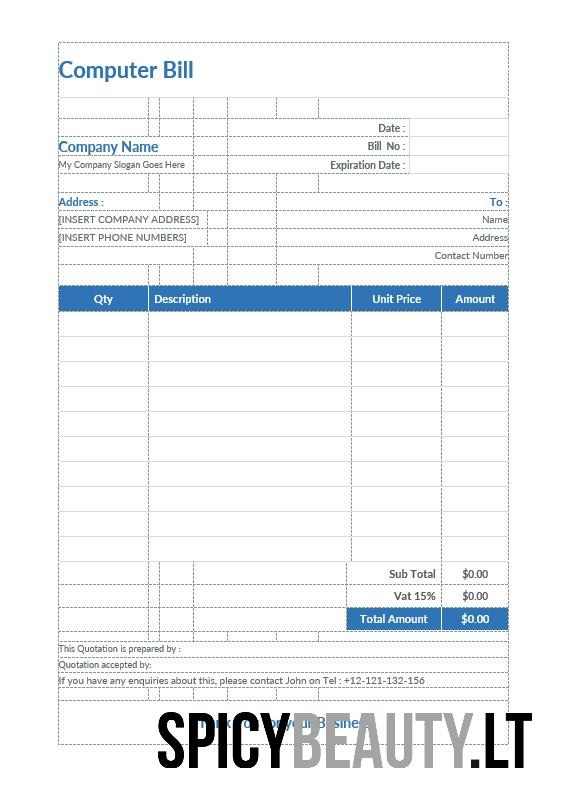 Computer Bill
Date :
Company Name
Bill No :
My Company Slogan Goes Here
Expiration Date :
Address :
To :
[INSERT COMPANY ADDRESS]
Name
[INSERT PHONE NUMBERS]
Address
Contact Number
Qty Description Unit Price Amount
Sub Total $0.00
Vat 15% $0.00
Total Amount $0.00
This Quotation is prepared by :
Quotation accepted by:
If you have any enquiries about this, please contact John on Tel : +12-121-132-156
SPICYBEAUTY.LT